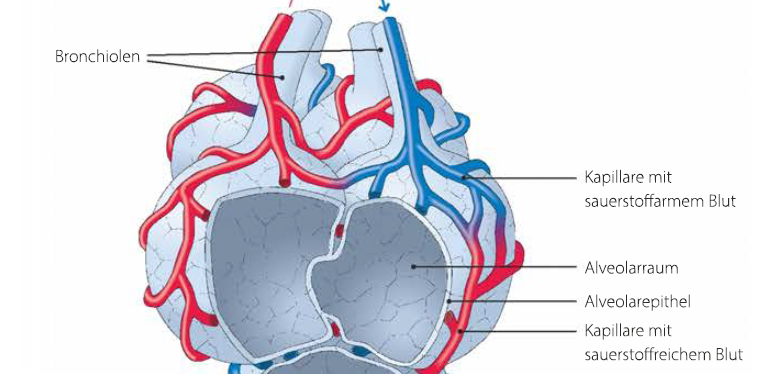 Bronchiolen
Kapillare mit
sauerstoffarmem Blut
Alveolarraum
Alveolarepithel
Kapillare mit
sauerstoffreichem Blut